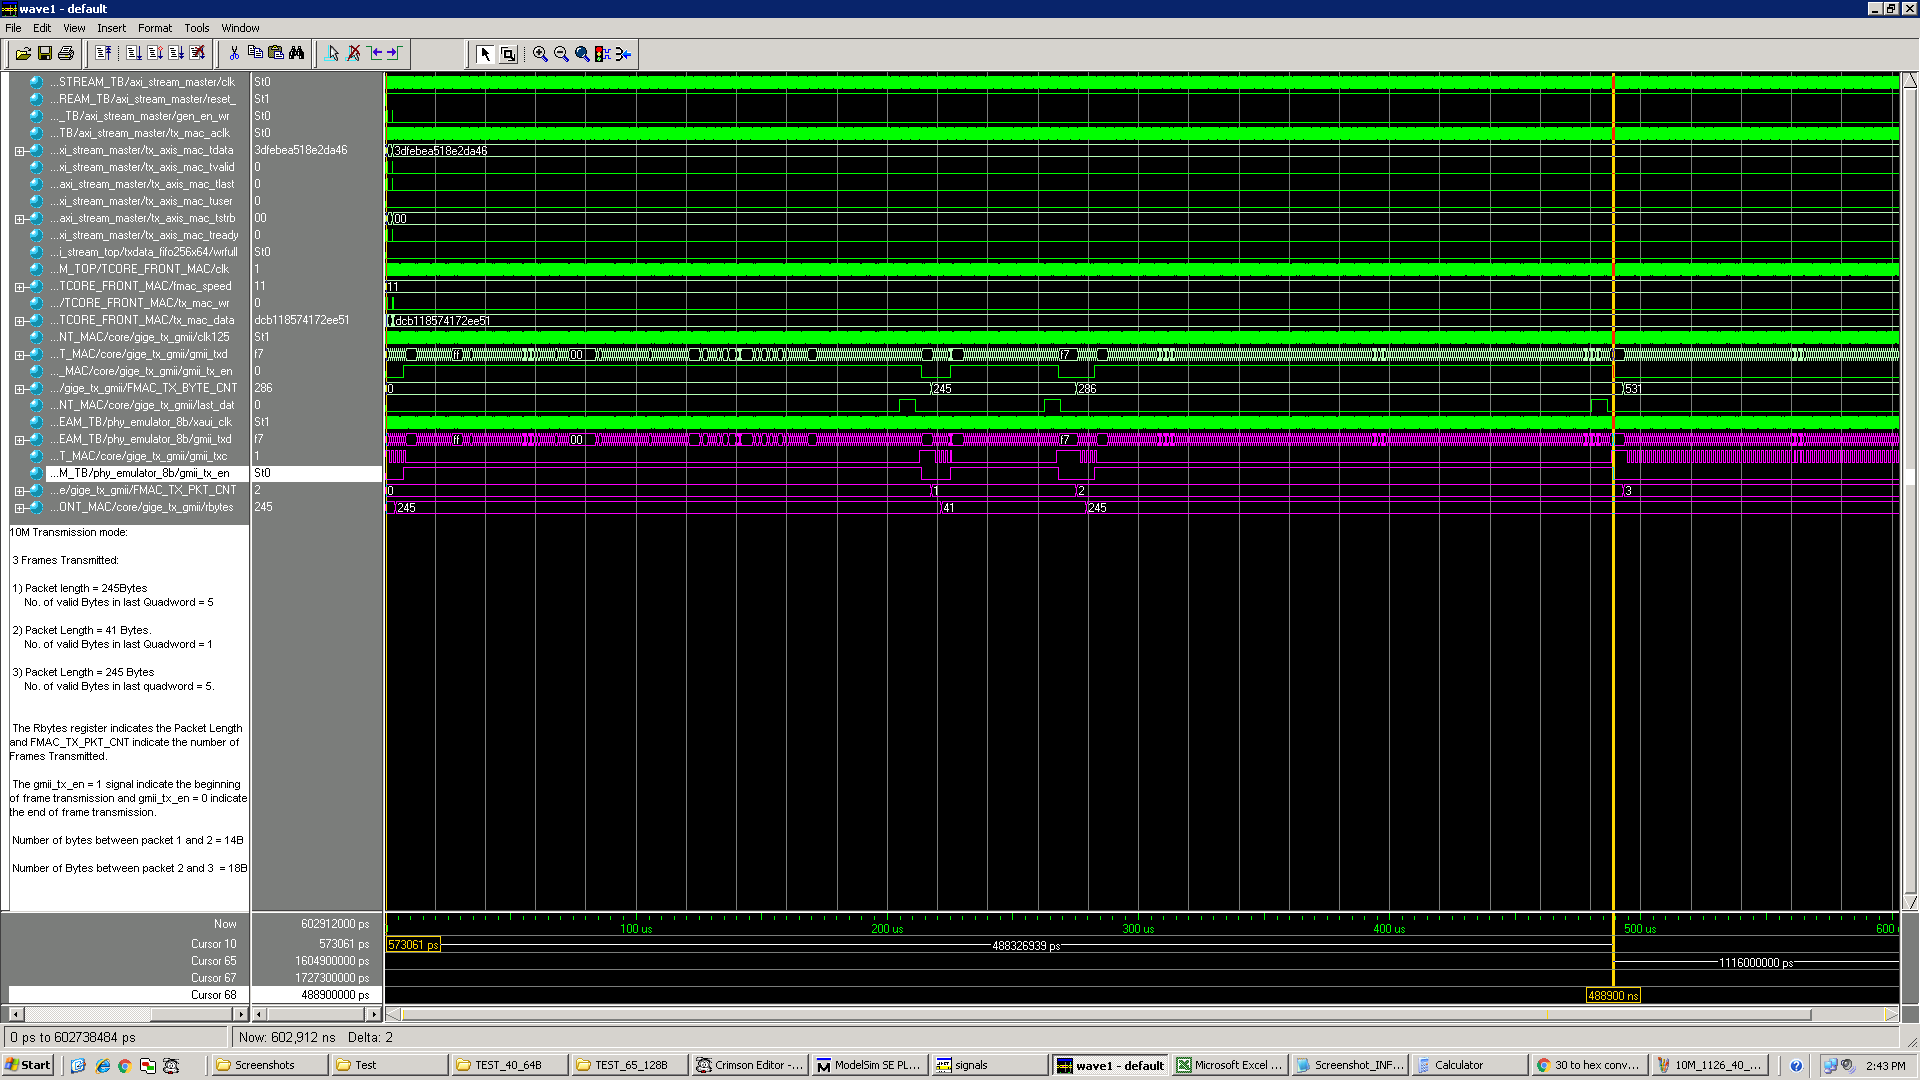 wave1 - default
File Edit View Insert Format Tools Window
...STREAM_TB/axi_stream_master/clk St0
...REAM_TB/axi_stream_master/reset_ St1
..._TB/axi_stream_master/gen_en_wr St0
...TB/axi_stream_master/tx_mac_aclk St0
...xi_stream_master/tx_axis_mac_tdata 3dfebea518e2da46 3dfebea518e2da46
...xi_stream_master/tx_axis_mac_tvalid 0
...axi_stream_master/tx_axis_mac_tlast 0
...xi_stream_master/tx_axis_mac_tuser 0
...axi_stream_master/tx_axis_mac_tstrb 00 00
...xi_stream_master/tx_axis_mac_tready 0
...i_stream_top/txdata_fifo256x64/wrfull St0
...M_TOP/TCORE_FRONT_MAC/clk 1
...TCORE_FRONT_MAC/fmac_speed 11 11
.../TCORE_FRONT_MAC/tx_mac_wr 0
...TCORE_FRONT_MAC/tx_mac_data dcb118574172ee51 dcb118574172ee51
...NT_MAC/core/gige_tx_gmii/clk125 St1
...T_MAC/core/gige_tx_gmii/gmii_txd f7 ff 00 f7
..._MAC/core/gige_tx_gmii/gmii_tx_en 0
.../gige_tx_gmii/FMAC_TX_BYTE_CNT 286 0 245 286 531
...NT_MAC/core/gige_tx_gmii/last_dat 0
...EAM_TB/phy_emulator_8b/xaui_clk St1
...EAM_TB/phy_emulator_8b/gmii_txd f7 ff 00 f7
...T_MAC/core/gige_tx_gmii/gmii_txc 1
...M_TB/phy_emulator_8b/gmii_tx_en St0
...e/gige_tx_gmii/FMAC_TX_PKT_CNT 2 0 1 2 3
...ONT_MAC/core/gige_tx_gmii/rbytes 245 245 41 245
10M Transmission mode:
3 Frames Transmitted:
1) Packet length = 245Bytes
No. of valid Bytes in last Quadword = 5
2) Packet Length = 41 Bytes.
No. of valid Bytes in last Quadword = 1
3) Packet Length = 245 Bytes
No. of valid Bytes in last quadword = 5.
The Rbytes register indicates the Packet Length
and FMAC_TX_PKT_CNT indicate the number of
Frames Transmitted.
The gmii_tx_en = 1 signal indicate the beginning
of frame transmission and gmii_tx_en = 0 indicate
the end of frame transmission.
Number of bytes between packet 1 and 2 = 14B
Number of Bytes between packet 2 and 3 = 18B
Now 602912000 ps 100 us 200 us 300 us 400 us 500 us 600
Cursor 10 573061 ps 573061 ps 488326939 ps
Cursor 65 1604900000 ps 1116000000 ps
Cursor 67 1727300000 ps
Cursor 68 488900000 ps 488900 ns
0 ps to 602738484 ps Now: 602,912 ns Delta: 2
Start Screenshots Test TEST_40_64B TEST_65_128B Crimson Editor -... ModelSim SE PL... signals wave1 - default Microsoft Excel ... Screenshot_INF... Calculator 30 to hex conv... 10M_1126_40_... 2:43 PM